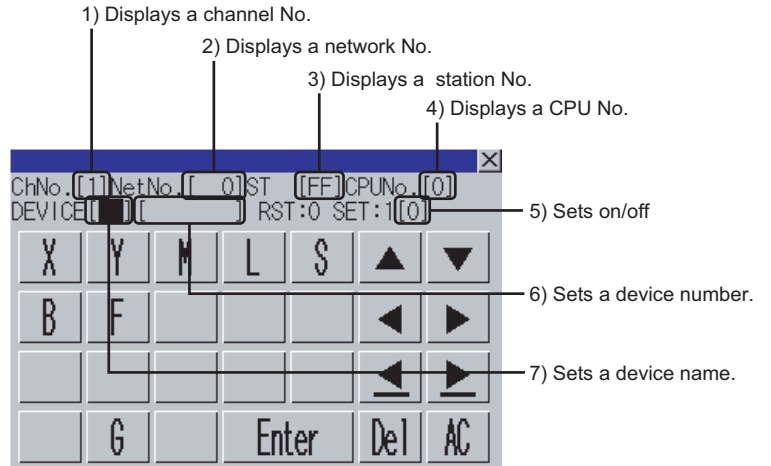 1) Displays a channel No.
2) Displays a network No.
3) Displays a station No.
4) Displays a CPU No.
ChNo.[1]NetNo.[ 0]ST [FF]CPUNo.[0]
DEVICE[ ][ ] RST:0 SET:1[0]
5) Sets on/off
X Y M L S ▲ ▼
6) Sets a device number.
B F ◀ ▶
7) Sets a device name.
G Enter Del AC